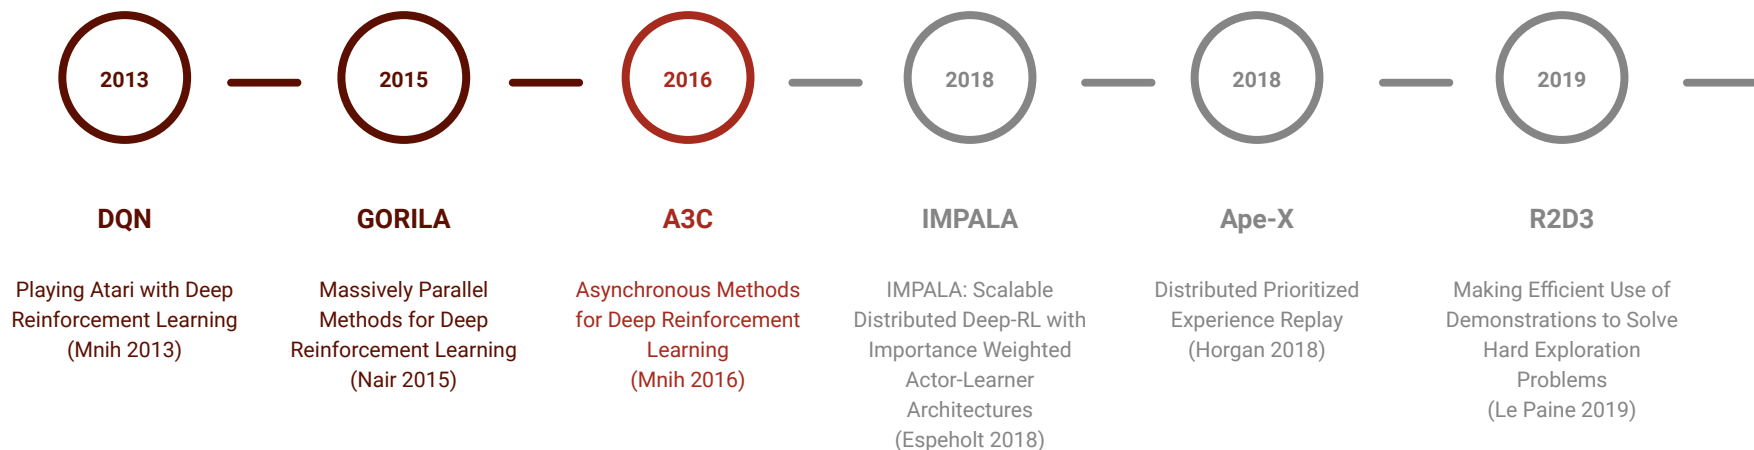 2013
2015
2016
2018
2018
2019
DQN
GORILA
A3C
IMPALA
Ape-X
R2D3
Playing Atari with Deep
Reinforcement Learning
(Mnih 2013)
Massively Parallel
Methods for Deep
Reinforcement Learning
(Nair 2015)
Asynchronous Methods
for Deep Reinforcement
Learning
(Mnih 2016)
IMPALA: Scalable
Distributed Deep-RL with
Importance Weighted
Actor-Learner
Architectures
(Espeholt 2018)
Distributed Prioritized
Experience Replay
(Horgan 2018)
Making Efficient Use of
Demonstrations to Solve
Hard Exploration
Problems
(Le Paine 2019)